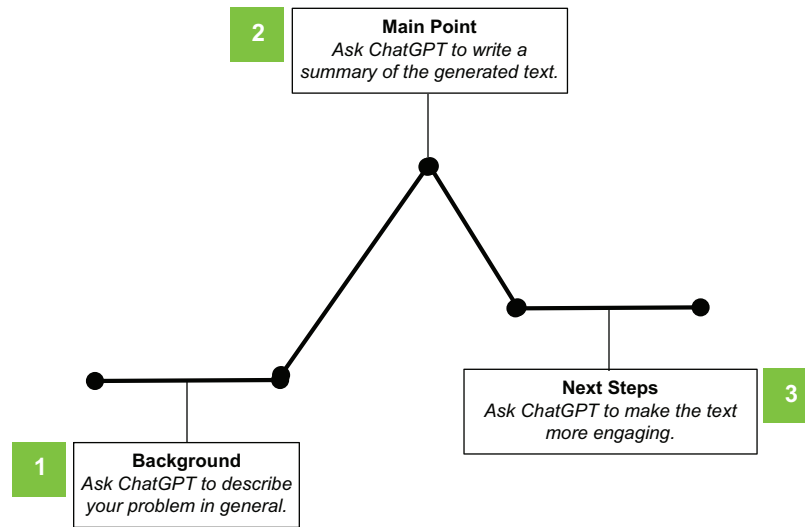 2
Main Point
Ask ChatGPT to write a
summary of the generated text.
Next Steps
Ask ChatGPT to make the text
more engaging.
3
1
Background
Ask ChatGPT to describe
your problem in general.